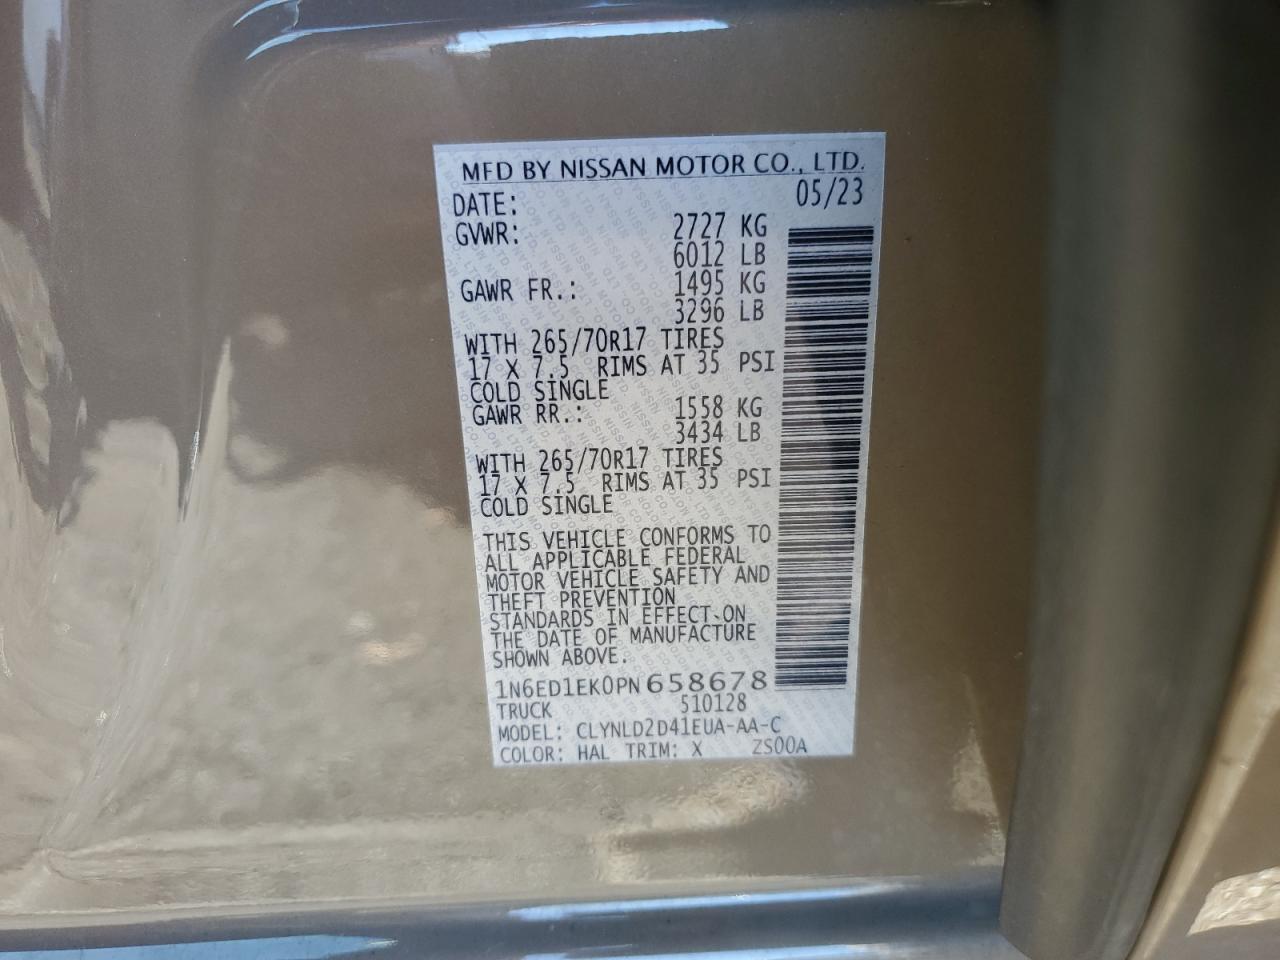 MFD BY NISSAN MOTOR CO., LTD.
DATE: 05/23
GVWR: 2727 KG
6012 LB
GAWR FR.: 1495 KG
3296 LB
WITH 265/70R17 TIRES
17 X 7.5 RIMS AT 35 PSI
COLD SINGLE
GAWR RR.: 1558 KG
3434 LB
WITH 265/70R17 TIRES
17 X 7.5 RIMS AT 35 PSI
COLD SINGLE
THIS VEHICLE CONFORMS TO
ALL APPLICABLE FEDERAL
MOTOR VEHICLE SAFETY AND
THEFT PREVENTION
STANDARDS IN EFFECT ON
THE DATE OF MANUFACTURE
SHOWN ABOVE.
1N6ED1EK0PN658678
TRUCK 510128
MODEL: CLYNLD2D41EUA-AA-C
COLOR: HAL TRIM: X ZS00A